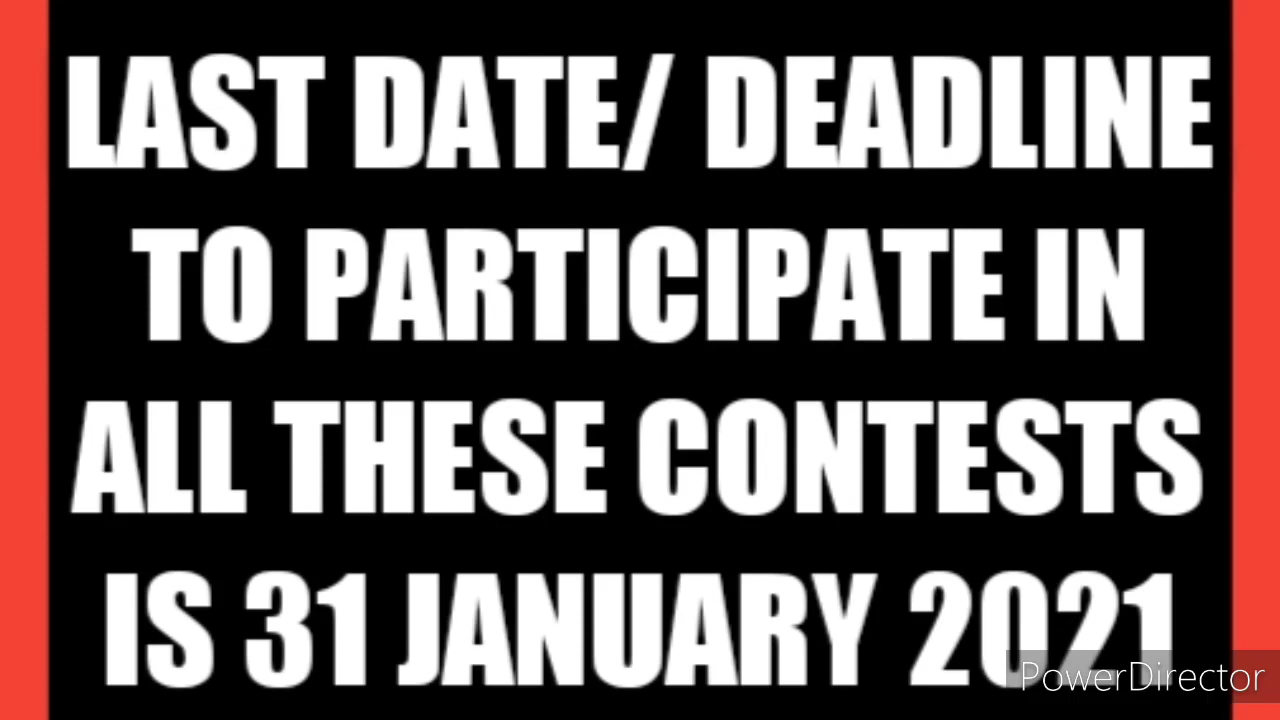 LAST DATE/ DEADLINE
TO PARTICIPATE IN
ALL THESE CONTESTS
IS 31 JANUARY 2021
PowerDirector